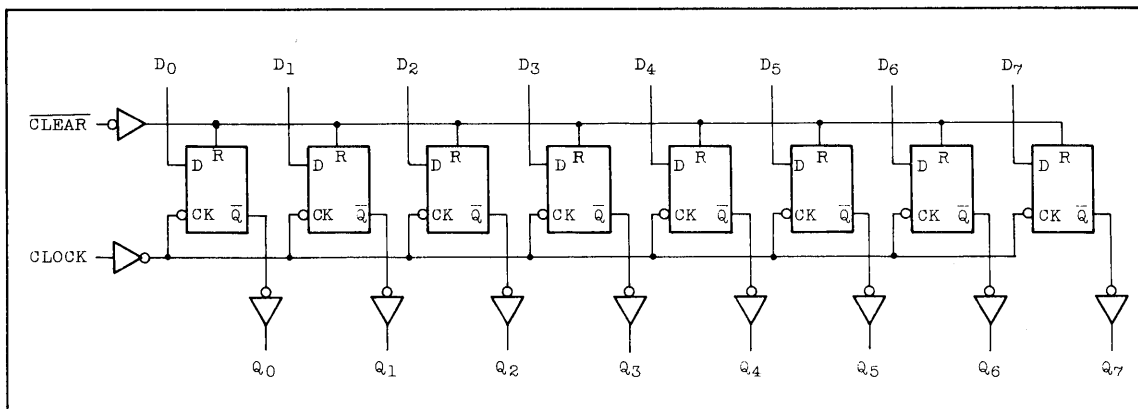 D0 D1 D2 D3 D4 D5 D6 D7
CLEAR
R R R R R R R R
D D D D D D D D
CK Q CK Q CK Q CK Q CK Q CK Q CK Q CK Q
CLOCK
Q0 Q1 Q2 Q3 Q4 Q5 Q6 Q7